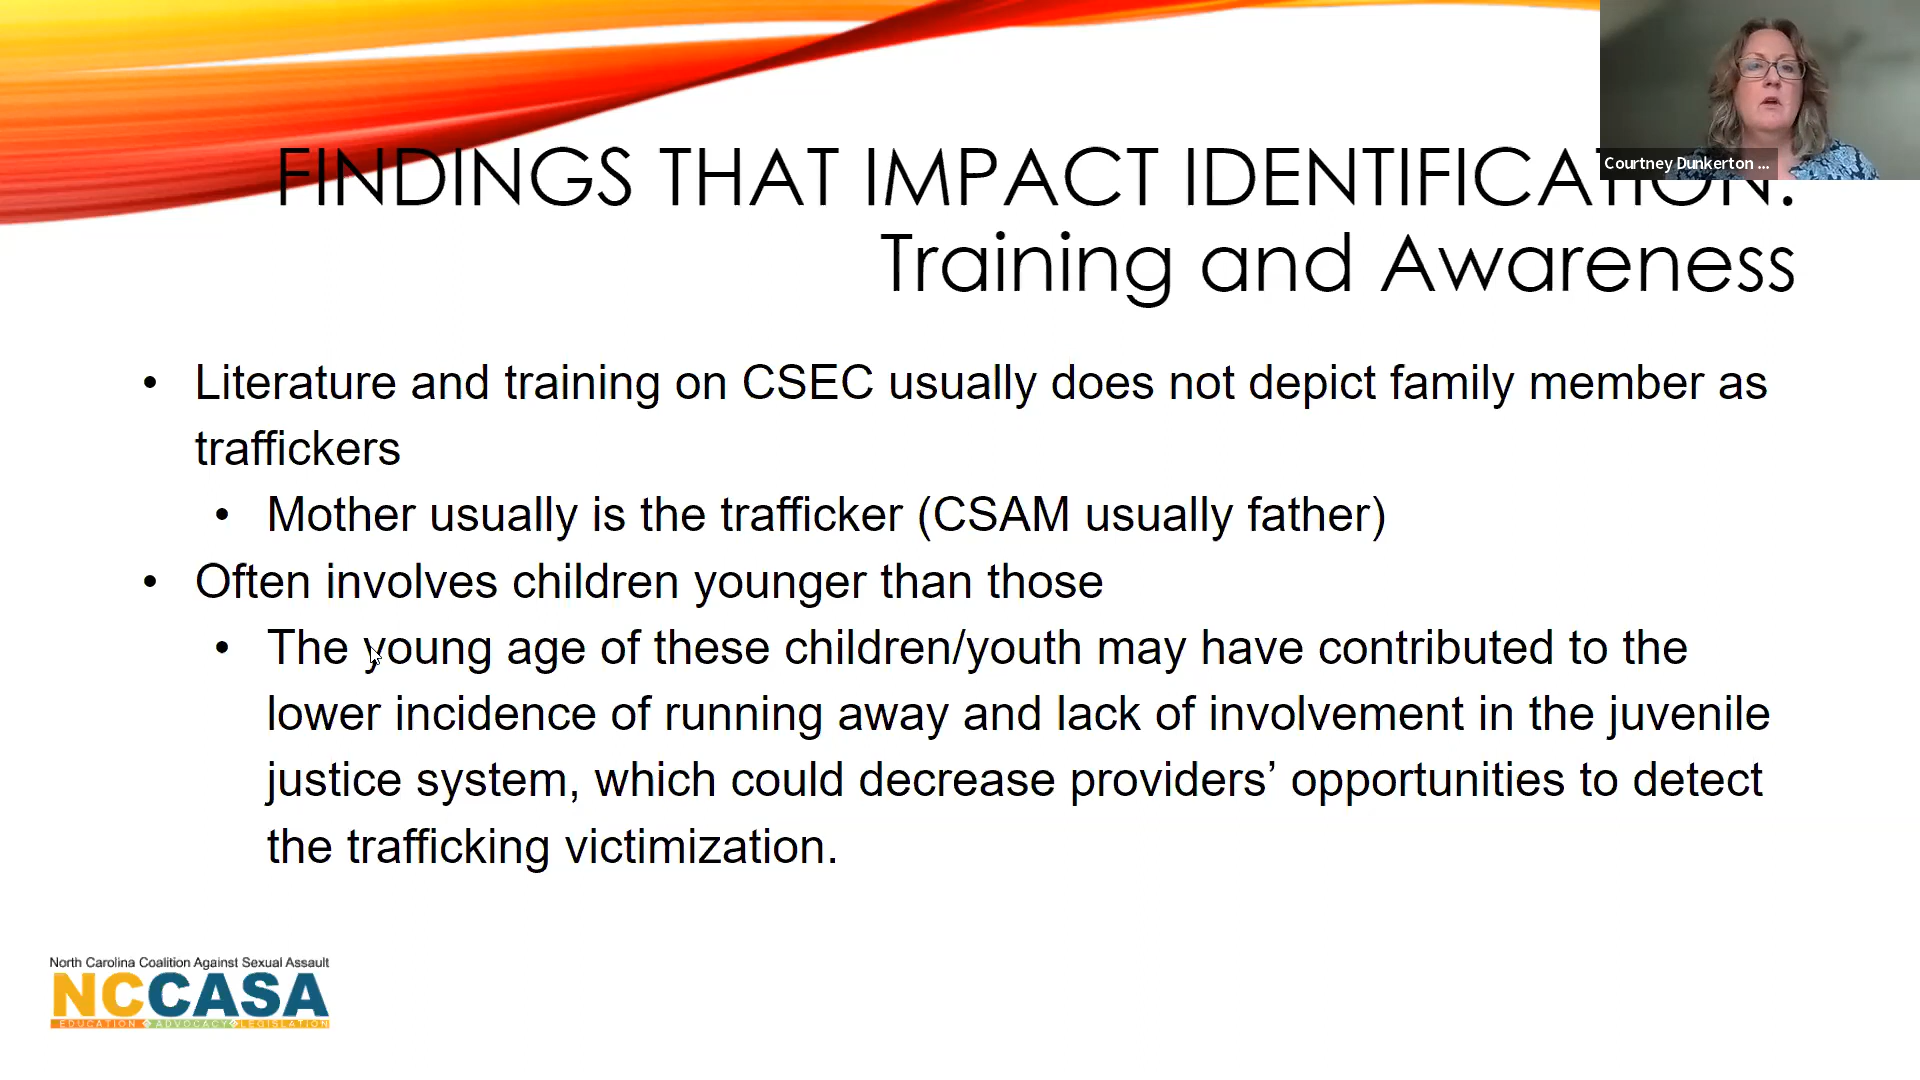 FINDINGS THAT IMPACT IDENTIFICATION:
Training and Awareness
Courtney Dunkerton ...
• Literature and training on CSEC usually does not depict family member as
traffickers
• Mother usually is the trafficker (CSAM usually father)
• Often involves children younger than those
• The young age of these children/youth may have contributed to the
lower incidence of running away and lack of involvement in the juvenile
justice system, which could decrease providers’ opportunities to detect
the trafficking victimization.
North Carolina Coalition Against Sexual Assault
NCCASA
EDUCATION ADVOCACY LEGISLATION